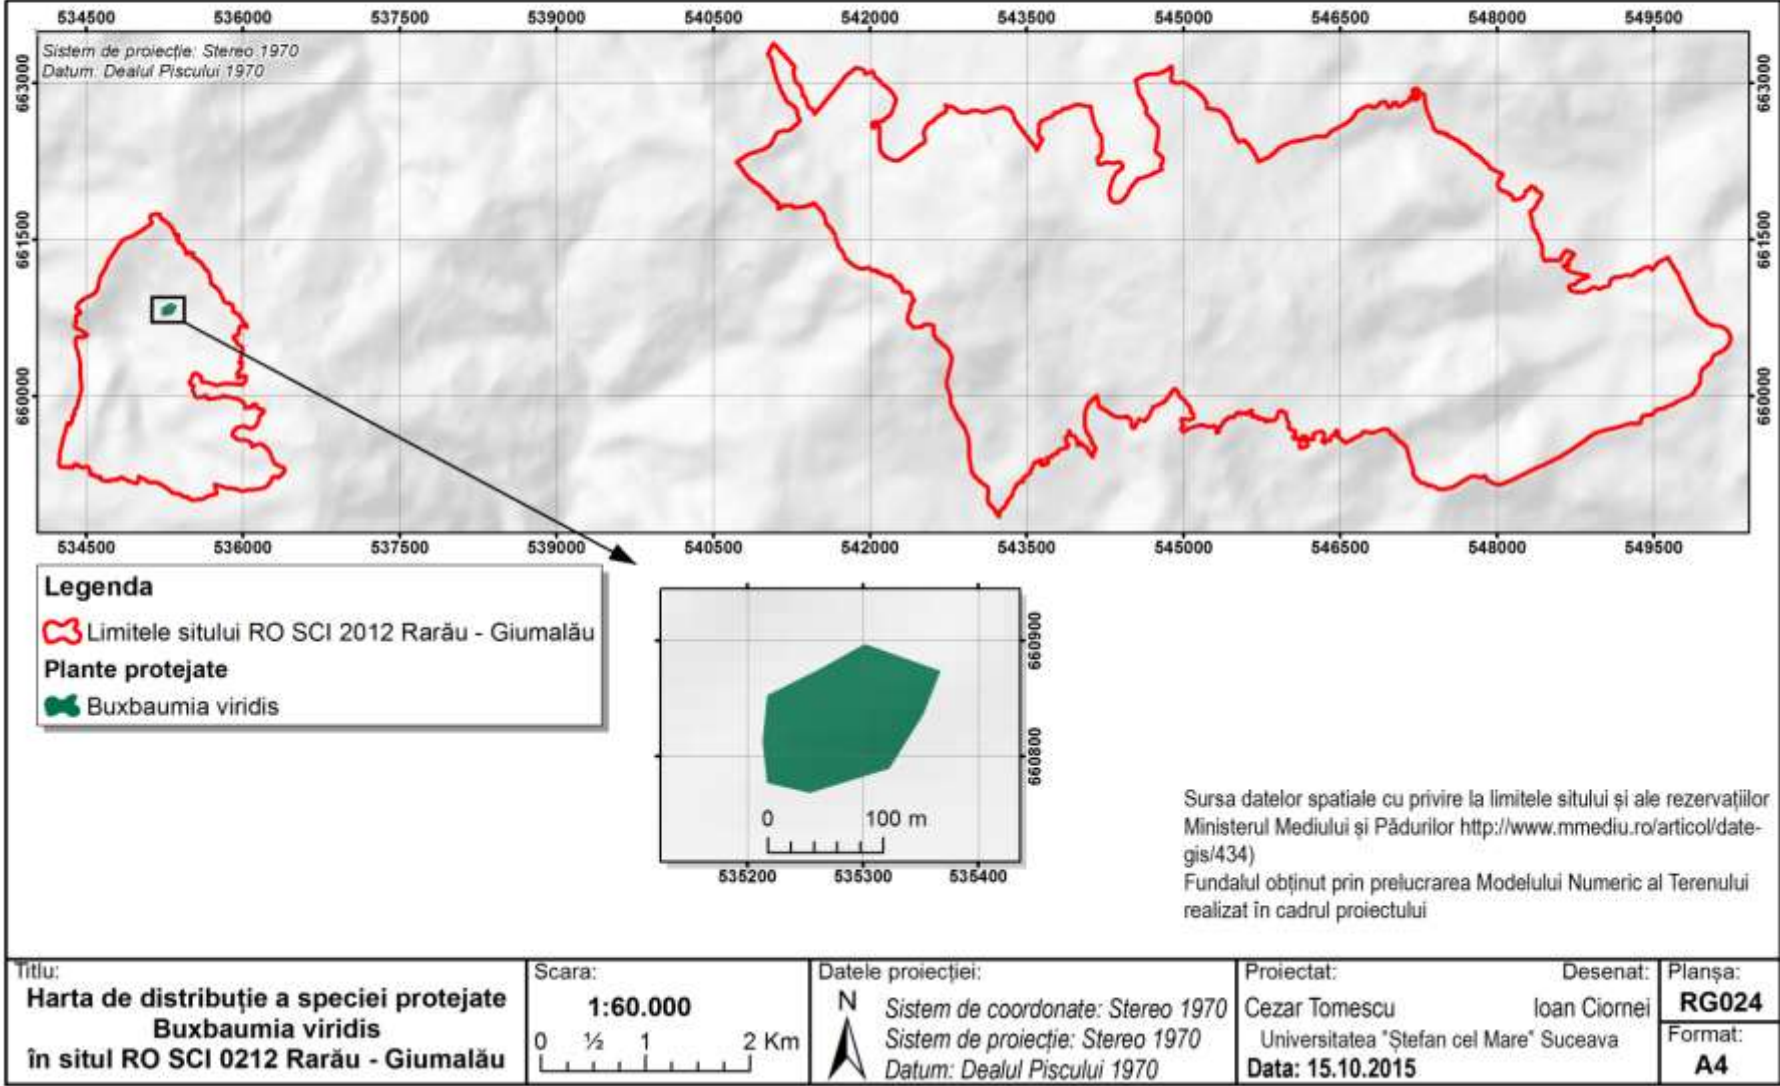 534500 536000 537500 539000 540500 542000 543500 545000 546500 548000 549500
Sistem de proiecție: Stereo 1970
Datum: Dealul Piscului 1970
663000 663000
661500 661500
660000 660000
534500 536000 537500 539000 540500 542000 543500 545000 546500 548000 549500
Legenda
Limitele sitului RO SCI 2012 Rarău - Giumalău
Plante protejate
Buxbaumia viridis
660900
660800
0 100 m
535200 535300 535400
Sursa datelor spatiale cu privire la limitele sitului și ale rezervațiilor
Ministerul Mediului și Pădurilor http://www.mmediu.ro/articol/date-
gis/434)
Fundalul obținut prin prelucrarea Modelului Numeric al Terenului
realizat în cadrul proiectului
Titlu:
Harta de distribuție a speciei protejate
Buxbaumia viridis
în situl RO SCI 0212 Rarău - Giumalău
Scara:
1:60.000
0 ½ 1 2 Km
Datele proiecției:
N
Sistem de coordonate: Stereo 1970
Sistem de proiecție: Stereo 1970
Datum: Dealul Piscului 1970
Proiectat: Desenat:
Cezar Tomescu Ioan Ciornei
Universitatea "Ștefan cel Mare" Suceava
Data: 15.10.2015
Planșa:
RG024
Format:
A4